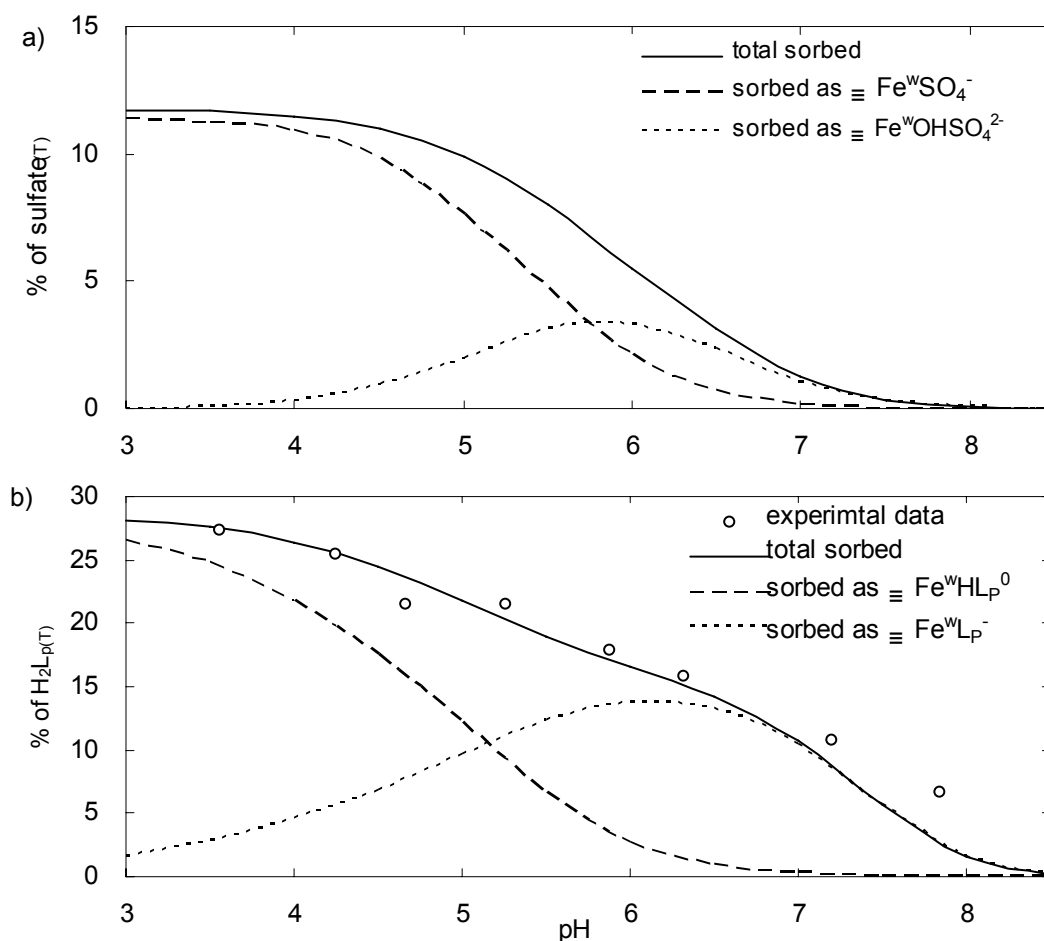 a)
15
10
5
0
% of sulfate(T)
total sorbed
sorbed as ≡ FeʷSO₄⁻
sorbed as ≡ FeʷOHSO₄²⁻
3 4 5 6 7 8
b)
30
25
20
15
10
5
0
% of H₂Lp(T)
experimtal data
total sorbed
sorbed as ≡ FeʷHLP⁰
sorbed as ≡ FeʷLP⁻
3 4 5 6 7 8
pH